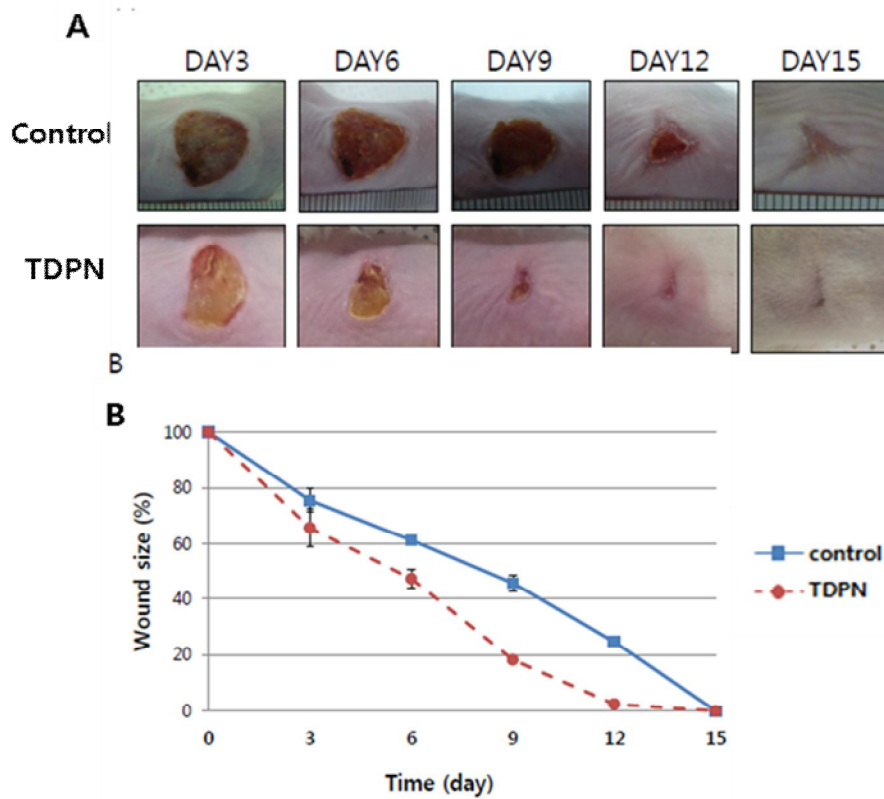 A
DAY3 DAY6 DAY9 DAY12 DAY15
Control
TDPN
B
B
100
80
60
40
20
0
Wound size (%)
0 3 6 9 12 15
Time (day)
control
TDPN